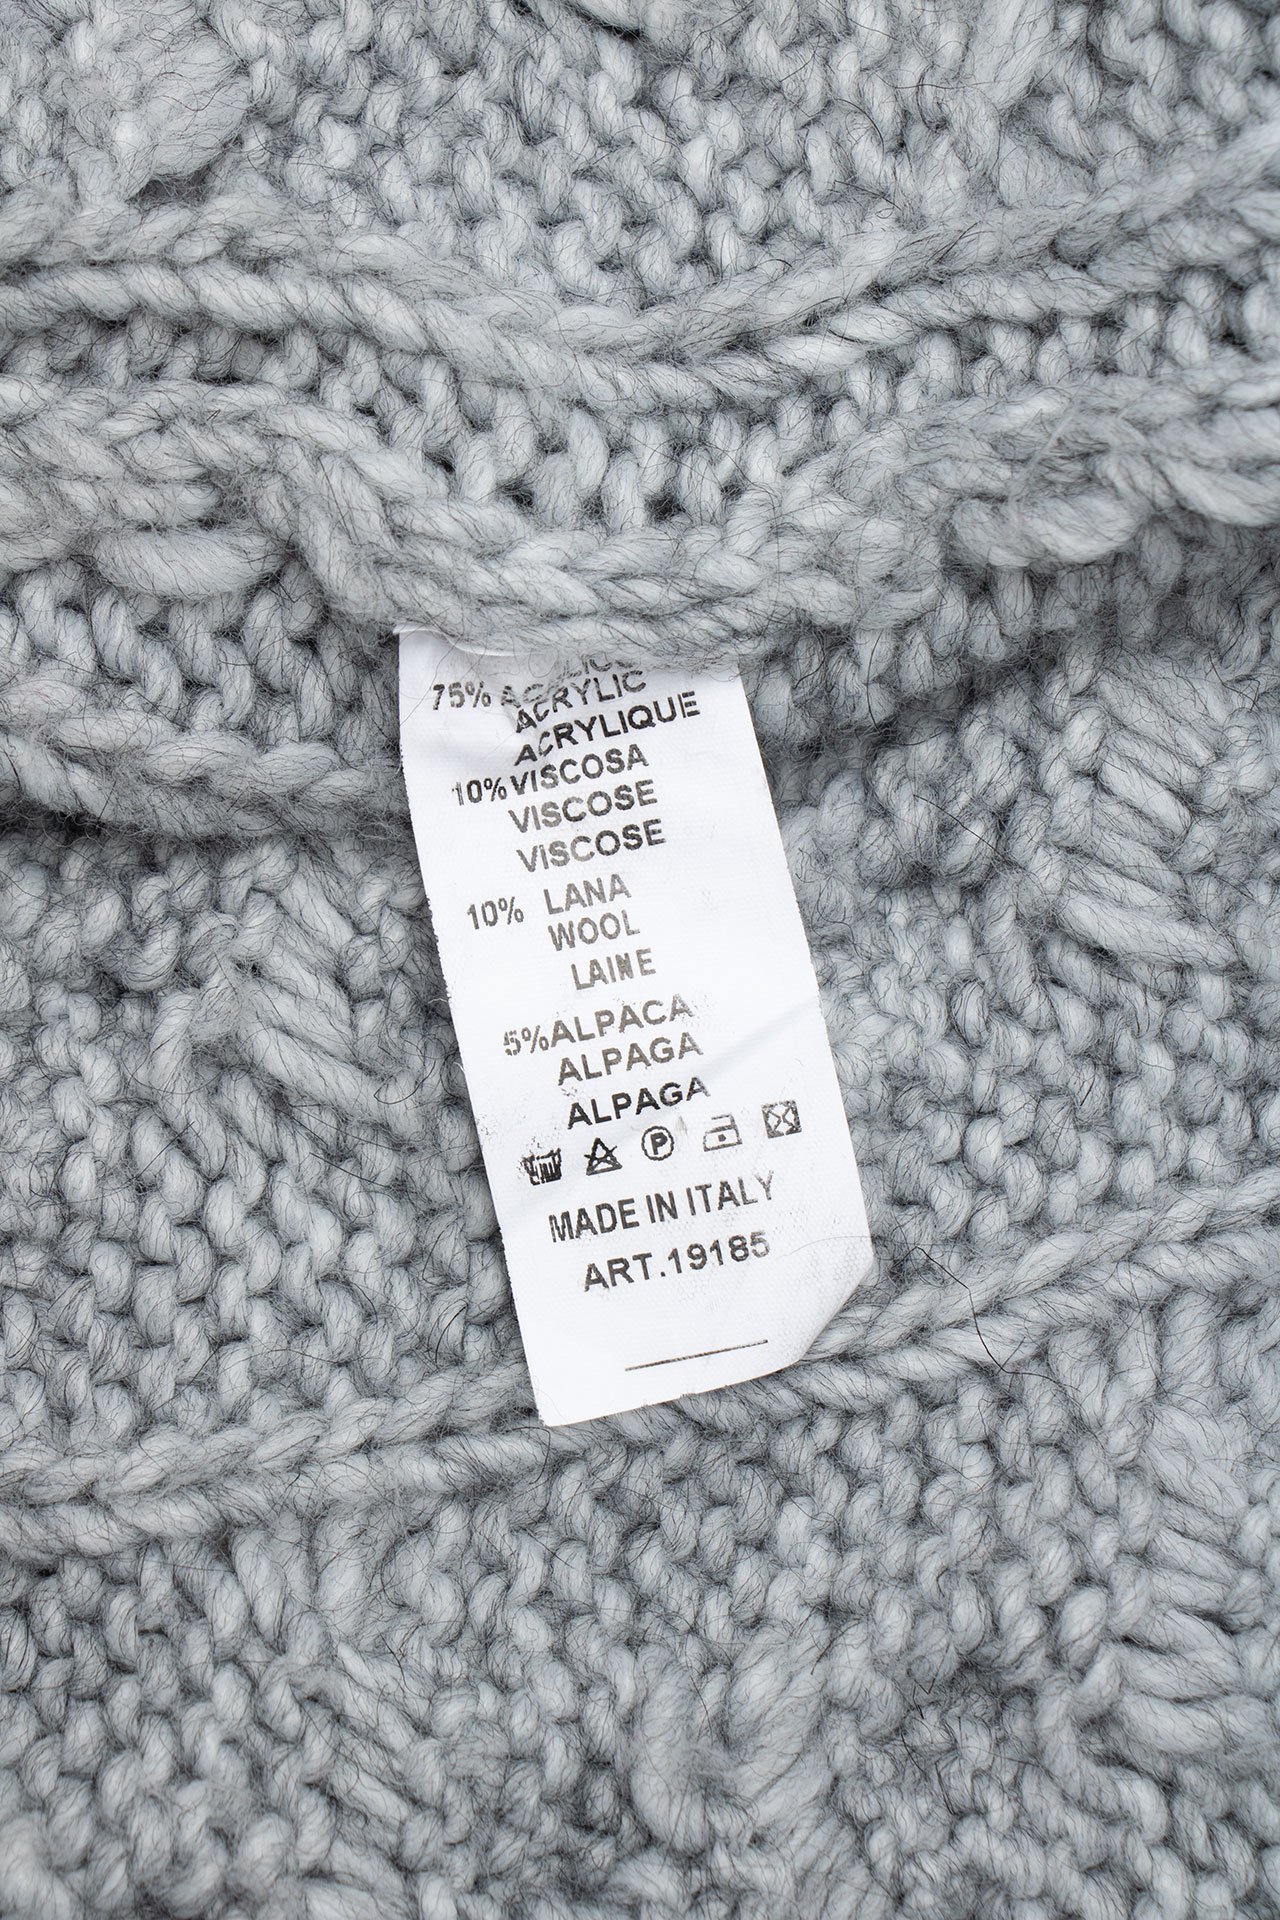 75% ACRYLIC
ACRYLIQUE
10% VISCOSA
VISCOSE
VISCOSE
10% LANA
WOOL
LAINE
5% ALPACA
ALPAGA
ALPAGA
P
MADE IN ITALY
ART.19185